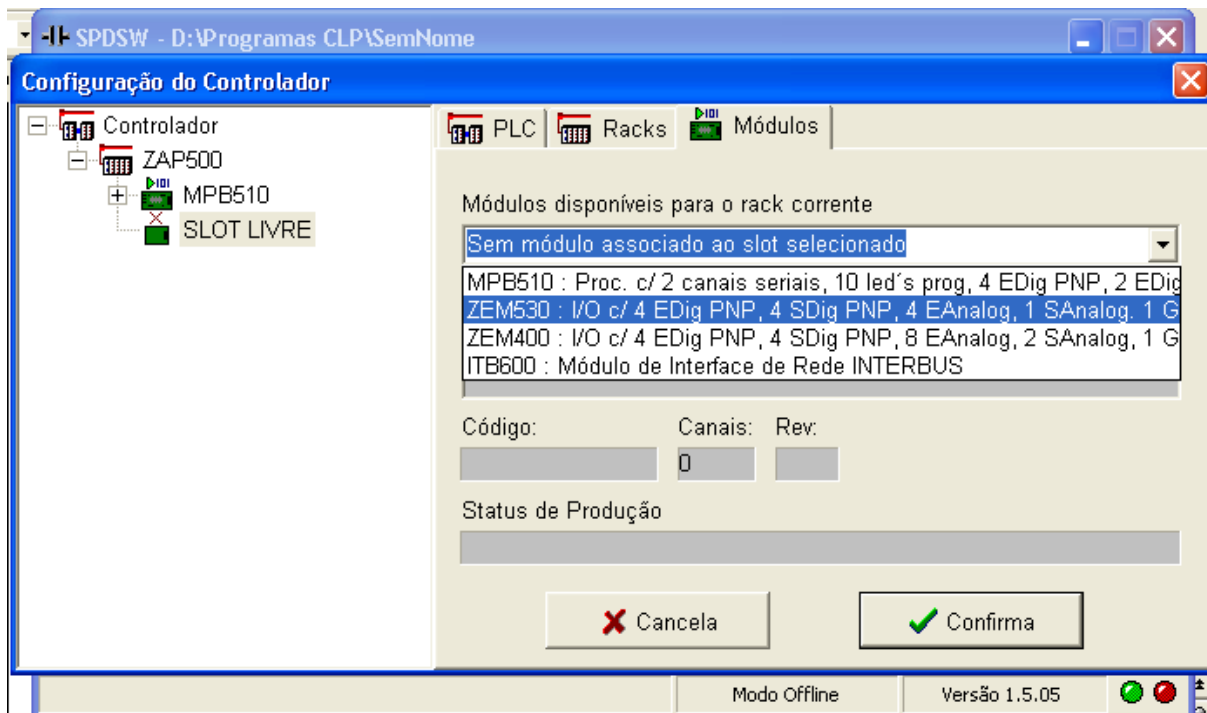 SPDSW - D:\Programas CLP\SemNome
Configuração do Controlador
Controlador
ZAP500
MPB510
SLOT LIVRE
PLC
Racks
Módulos
Módulos disponíveis para o rack corrente
Sem módulo associado ao slot selecionado
MPB510 : Proc. c/ 2 canais seriais, 10 led´s prog, 4 EDig PNP, 2 EDig
ZEM530 : I/O c/ 4 EDig PNP, 4 SDig PNP, 4 EAnalog, 1 SAnalog. 1 G
ZEM400 : I/O c/ 4 EDig PNP, 4 SDig PNP, 8 EAnalog, 2 SAnalog, 1 G
ITB600 : Módulo de Interface de Rede INTERBUS
Código:
Canais:
Rev:
0
Status de Produção
Cancela
Confirma
Modo Offline
Versão 1.5.05